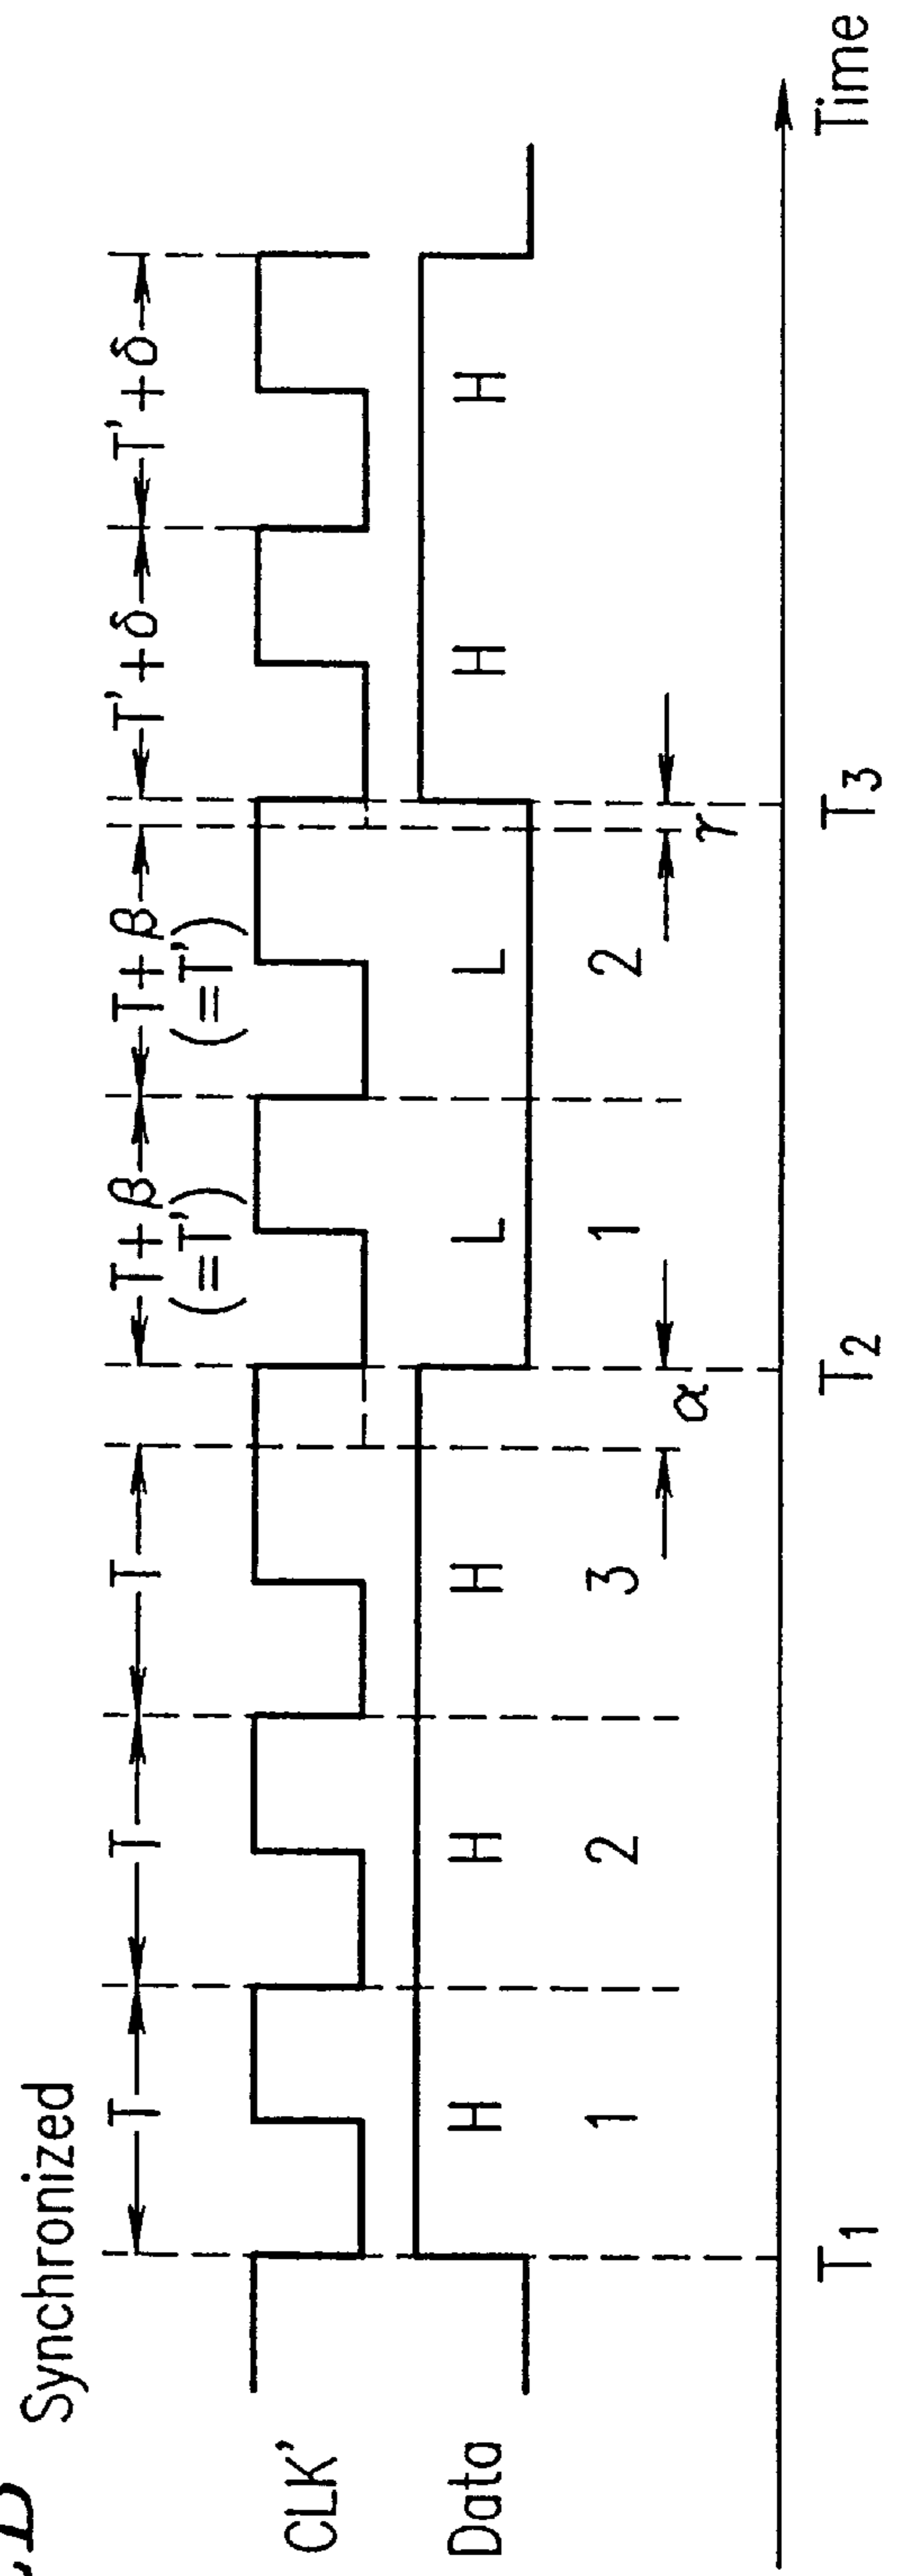 Synchronized
T T T T+β T+β T'+δ T'+δ
(=T') (=T')
CLK'
Data H H H L L H H
1 2 3 1 2
α γ
T1 T2 T3 Time